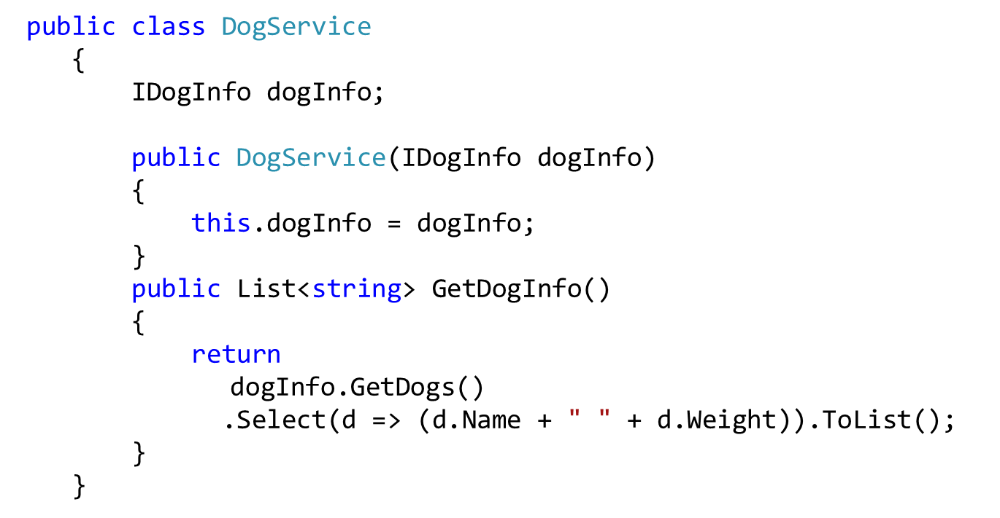 public class DogService
{
IDogInfo dogInfo;
public DogService(IDogInfo dogInfo)
{
this.dogInfo = dogInfo;
}
public List<string> GetDogInfo()
{
return
dogInfo.GetDogs()
.Select(d => (d.Name + " " + d.Weight)).ToList();
}
}